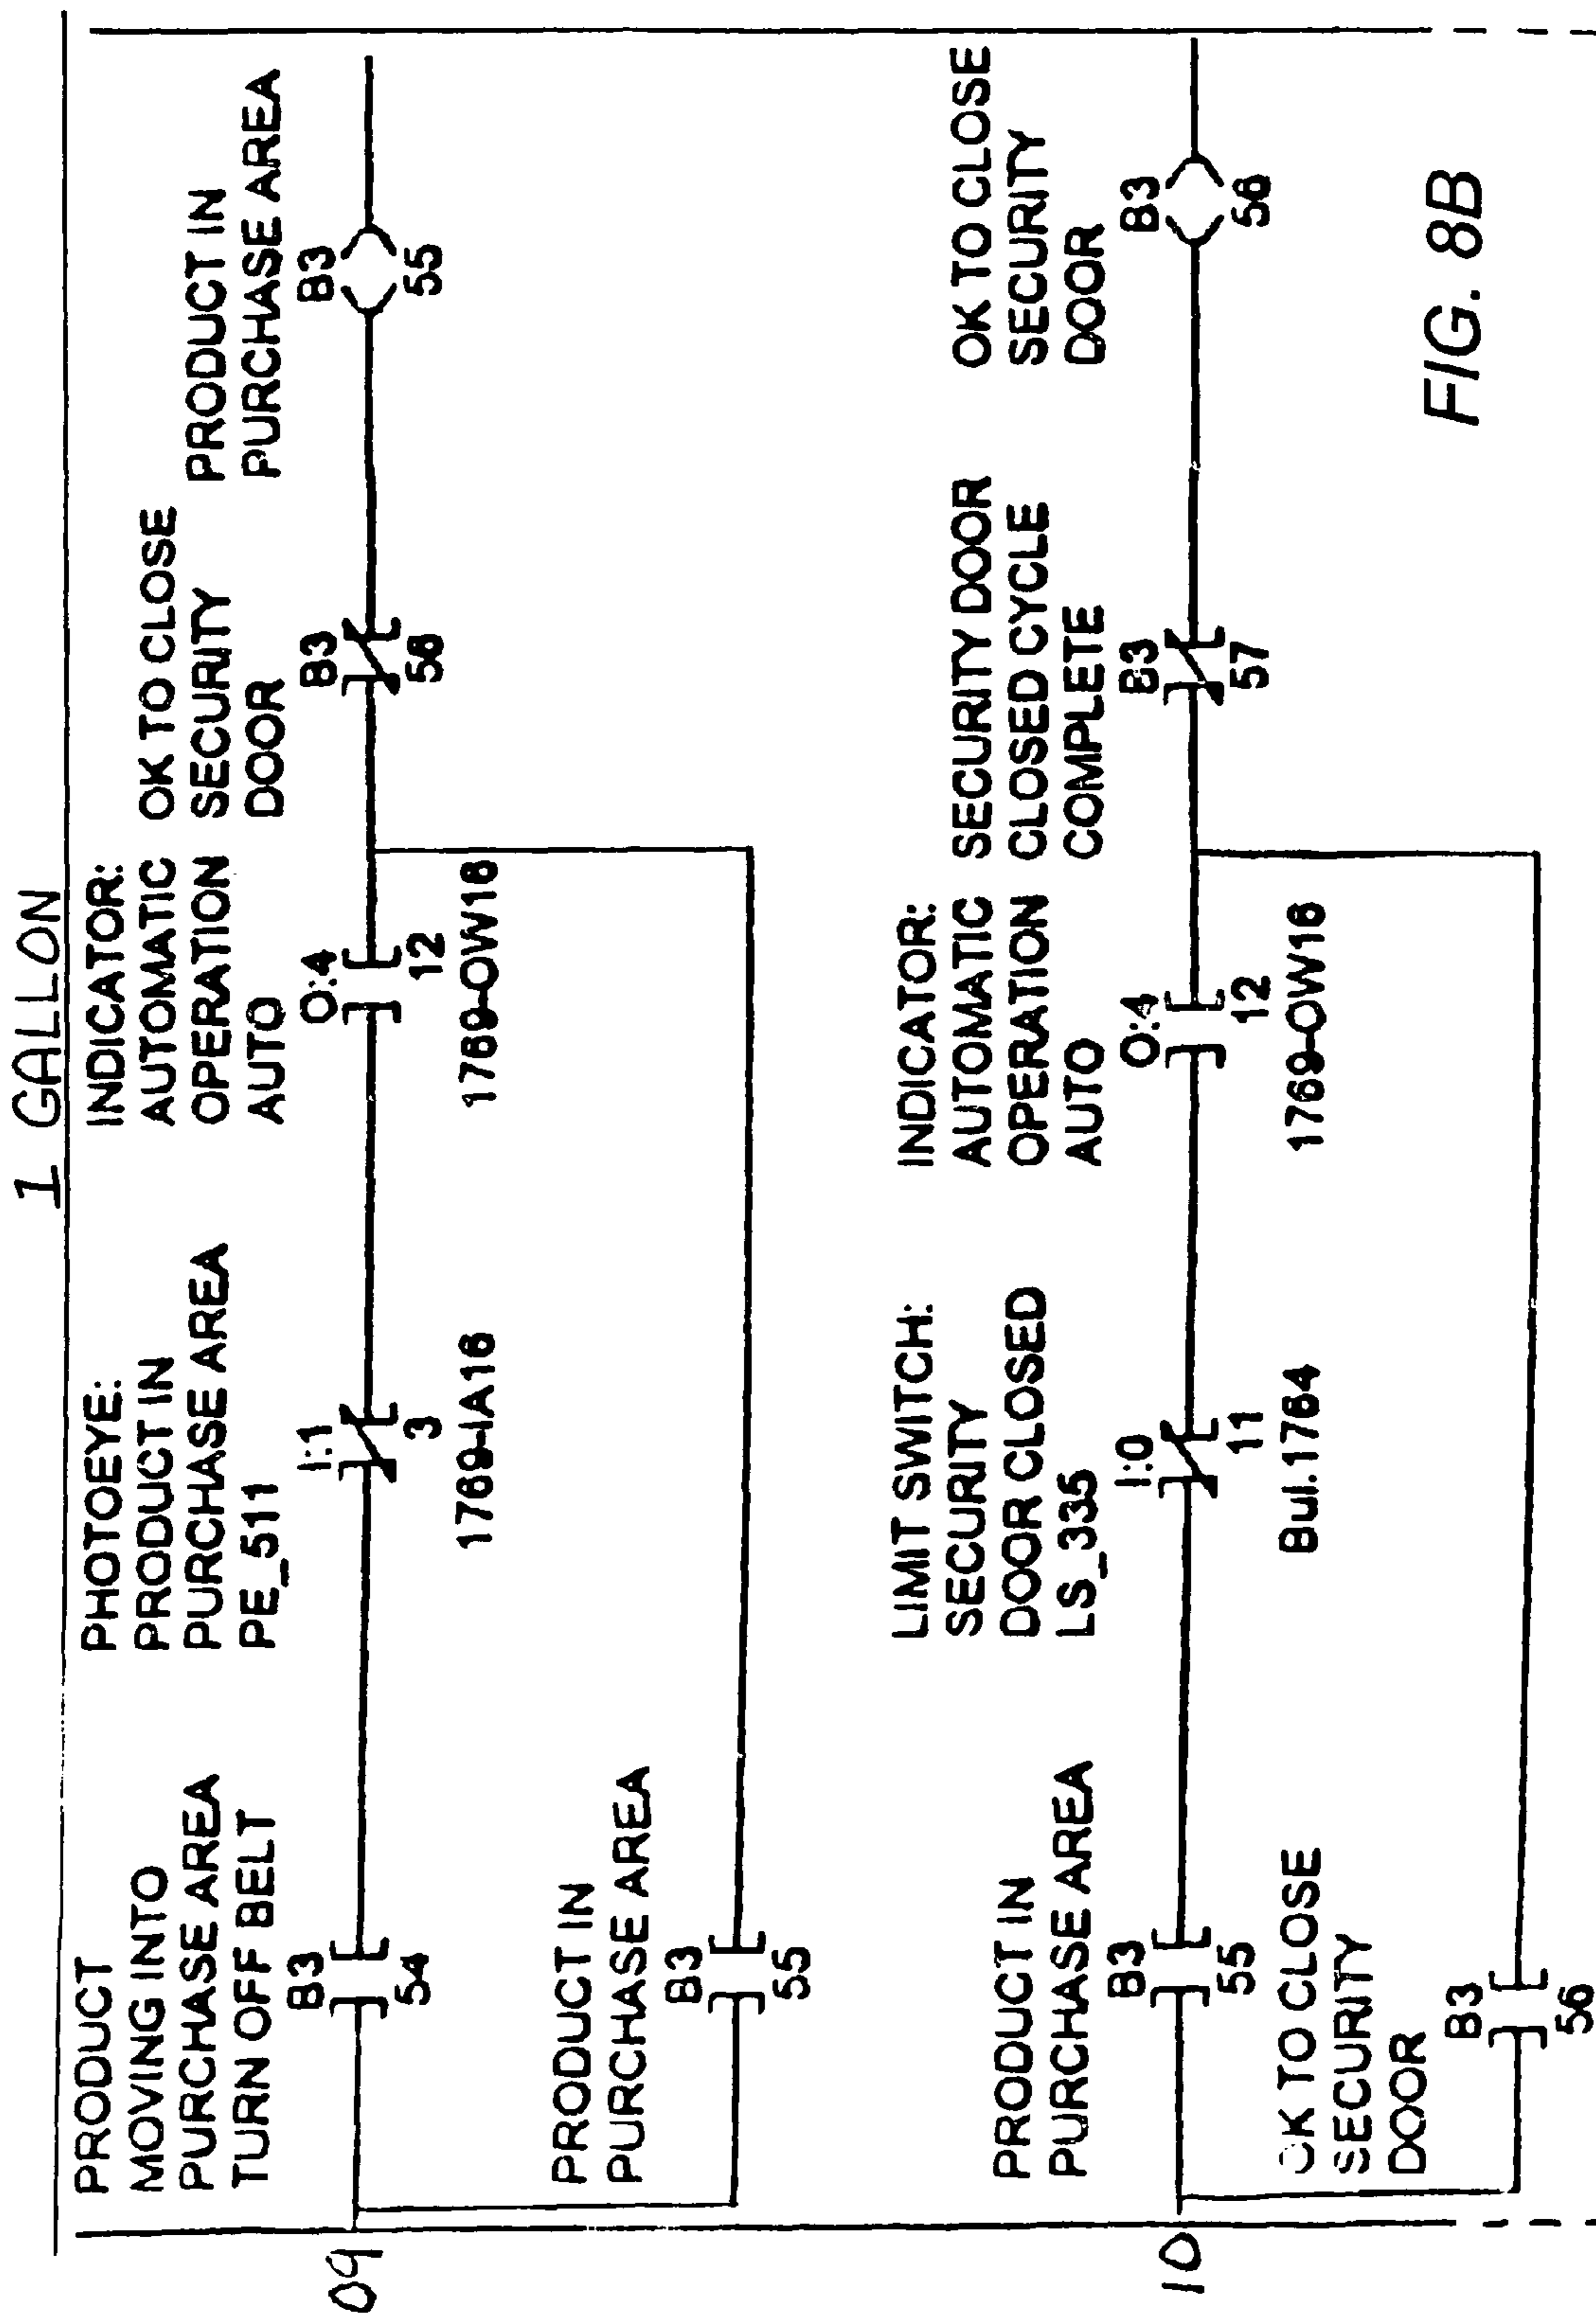 1 GALLON
09
PRODUCT
MOVING INTO
PURCHASE AREA
TURN OFF BELT
B3
54
PHOTOEYE:
PRODUCT IN
PURCHASE AREA
PE_511
I:1
3
1769-IA16
INDICATOR:
AUTOMATIC
OPERATION
AUTO
O:4
12
1769-OW16
OK TO CLOSE
SECURITY
DOOR
B3
56
PRODUCT IN
PURCHASE AREA
B3
55
PRODUCT IN
PURCHASE AREA
B3
55
10
PRODUCT IN
PURCHASE AREA
B3
55
LIMIT SWITCH:
SECURITY
DOOR CLOSED
LS_335
I:0
11
Bul.1764
INDICATOR:
AUTOMATIC
OPERATION
AUTO
O:4
12
1769-OW16
SECURITY DOOR
CLOSED CYCLE
COMPLETE
B3
57
OK TO CLOSE
SECURITY
DOOR
B3
56
OK TO CLOSE
SECURITY
DOOR
B3
56
FIG. 8B